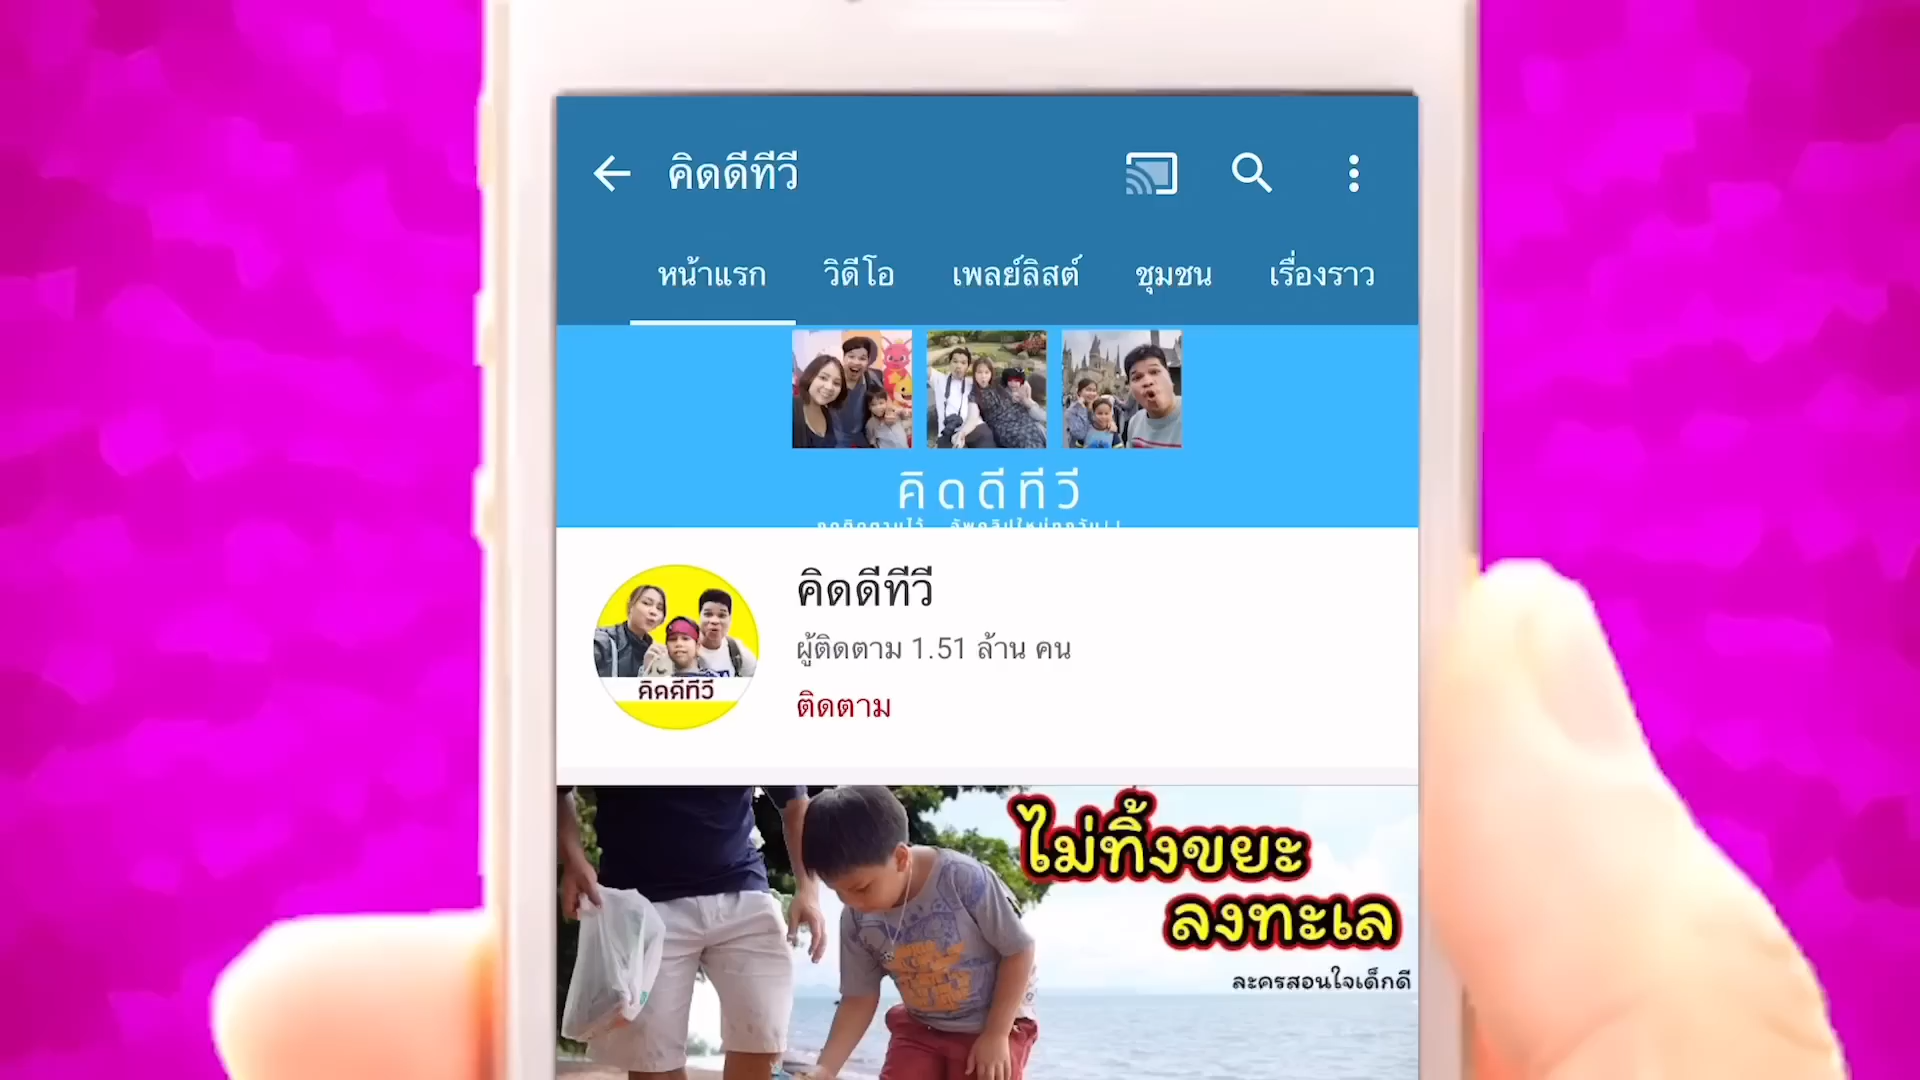 คิดดีทีวี
หน้าแรก วิดีโอ เพลย์ลิสต์ ชุมชน เรื่องราว
คิดดีทีวี
คิดดีทีวี
ผู้ติดตาม 1.51 ล้าน คน
ติดตาม
คิดดีทีวี
ไม่ทิ้งขยะ
ลงทะเล
ละครสอนใจเด็กดี